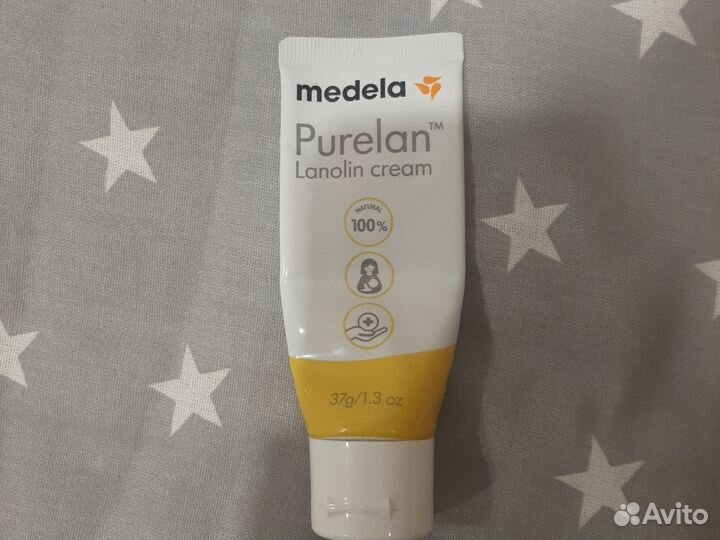 medela
Purelan™
Lanolin cream
NATURAL
100%
37g/1.3 oz
Avito